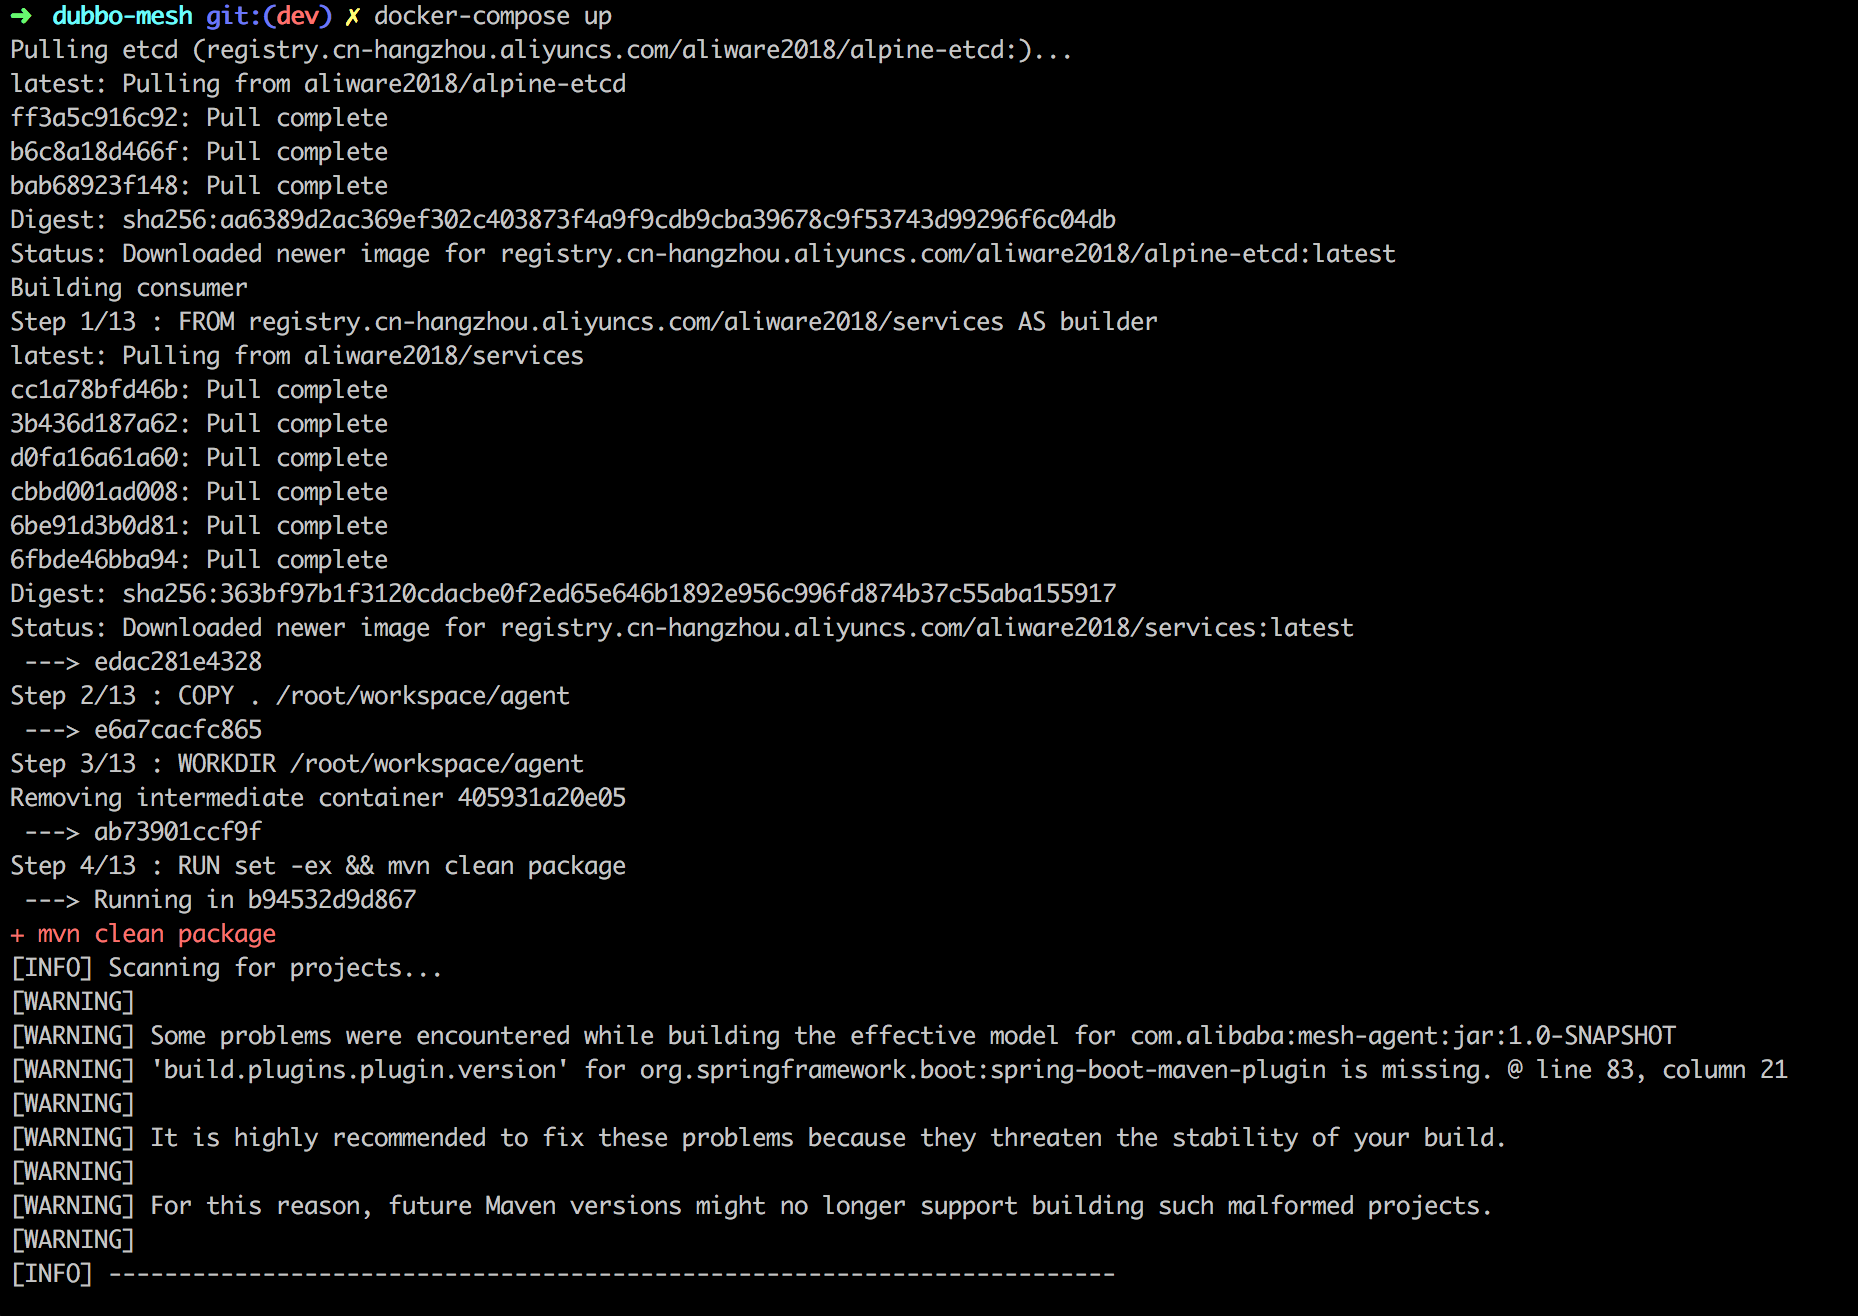 ➜  dubbo-mesh git:(dev) ✗ docker-compose up
Pulling etcd (registry.cn-hangzhou.aliyuncs.com/aliware2018/alpine-etcd:)...
latest: Pulling from aliware2018/alpine-etcd
ff3a5c916c92: Pull complete
b6c8a18d466f: Pull complete
bab68923f148: Pull complete
Digest: sha256:aa6389d2ac369ef302c403873f4a9f9cdb9cba39678c9f53743d99296f6c04db
Status: Downloaded newer image for registry.cn-hangzhou.aliyuncs.com/aliware2018/alpine-etcd:latest
Building consumer
Step 1/13 : FROM registry.cn-hangzhou.aliyuncs.com/aliware2018/services AS builder
latest: Pulling from aliware2018/services
cc1a78bfd46b: Pull complete
3b436d187a62: Pull complete
d0fa16a61a60: Pull complete
cbbd001ad008: Pull complete
6be91d3b0d81: Pull complete
6fbde46bba94: Pull complete
Digest: sha256:363bf97b1f3120cdacbe0f2ed65e646b1892e956c996fd874b37c55aba155917
Status: Downloaded newer image for registry.cn-hangzhou.aliyuncs.com/aliware2018/services:latest
 ---> edac281e4328
Step 2/13 : COPY . /root/workspace/agent
 ---> e6a7cacfc865
Step 3/13 : WORKDIR /root/workspace/agent
Removing intermediate container 405931a20e05
 ---> ab73901ccf9f
Step 4/13 : RUN set -ex && mvn clean package
 ---> Running in b94532d9d867
+ mvn clean package
[INFO] Scanning for projects...
[WARNING]
[WARNING] Some problems were encountered while building the effective model for com.alibaba:mesh-agent:jar:1.0-SNAPSHOT
[WARNING] 'build.plugins.plugin.version' for org.springframework.boot:spring-boot-maven-plugin is missing. @ line 83, column 21
[WARNING]
[WARNING] It is highly recommended to fix these problems because they threaten the stability of your build.
[WARNING]
[WARNING] For this reason, future Maven versions might no longer support building such malformed projects.
[WARNING]
[INFO] ------------------------------------------------------------------------